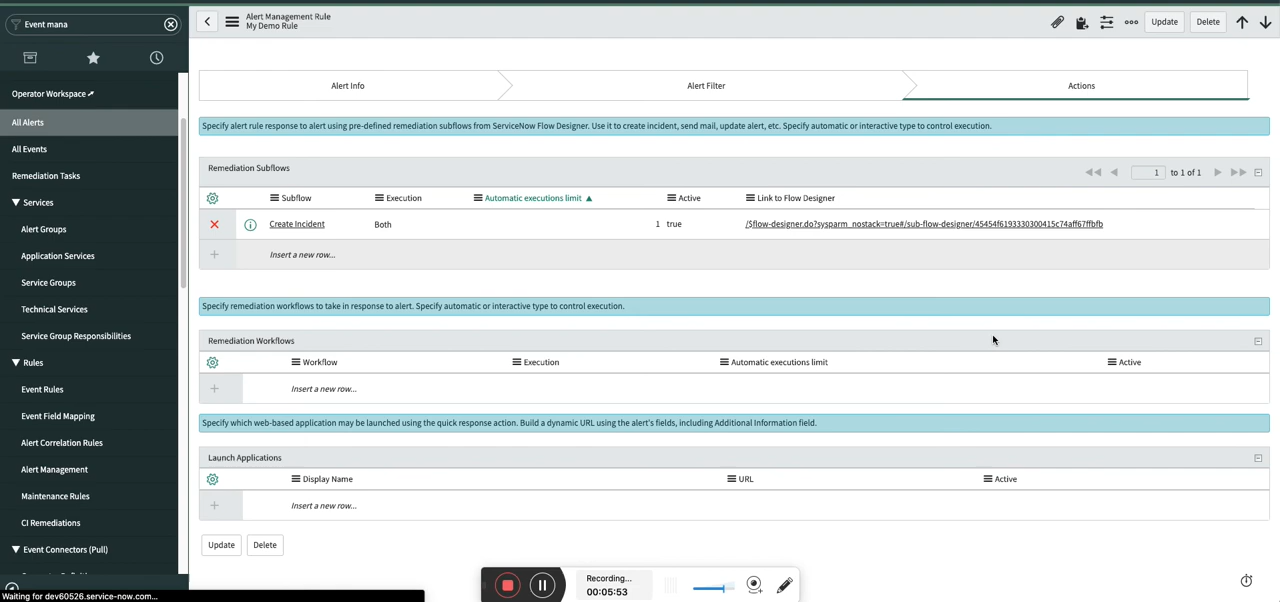 Event mana
Alert Management Rule
My Demo Rule
Update
Delete
Operator Workspace
All Alerts
All Events
Remediation Tasks
Services
Alert Groups
Application Services
Service Groups
Technical Services
Service Group Responsibilities
Rules
Event Rules
Event Field Mapping
Alert Correlation Rules
Alert Management
Maintenance Rules
CI Remediations
Event Connectors (Pull)
Waiting for dev60526.service-now.com...
Alert Info
Alert Filter
Actions
Specify alert rule response to alert using pre-defined remediation subflows from ServiceNow Flow Designer. Use it to create incident, send mail, update alert, etc. Specify automatic or interactive type to control execution.
Remediation Subflows
1 to 1 of 1
Subflow Execution Automatic executions limit Active Link to Flow Designer
Create Incident Both 1 true /$flow-designer.do?sysparm_nostack=true#/sub-flow-designer/45454f6193330300415c74aff67ffbfb
Insert a new row...
Specify remediation workflows to take in response to alert. Specify automatic or interactive type to control execution.
Remediation Workflows
Workflow Execution Automatic executions limit Active
Insert a new row...
Specify which web-based application may be launched using the quick response action. Build a dynamic URL using the alert's fields, including Additional Information field.
Launch Applications
Display Name URL Active
Insert a new row...
Update Delete
Recording...
00:05:53